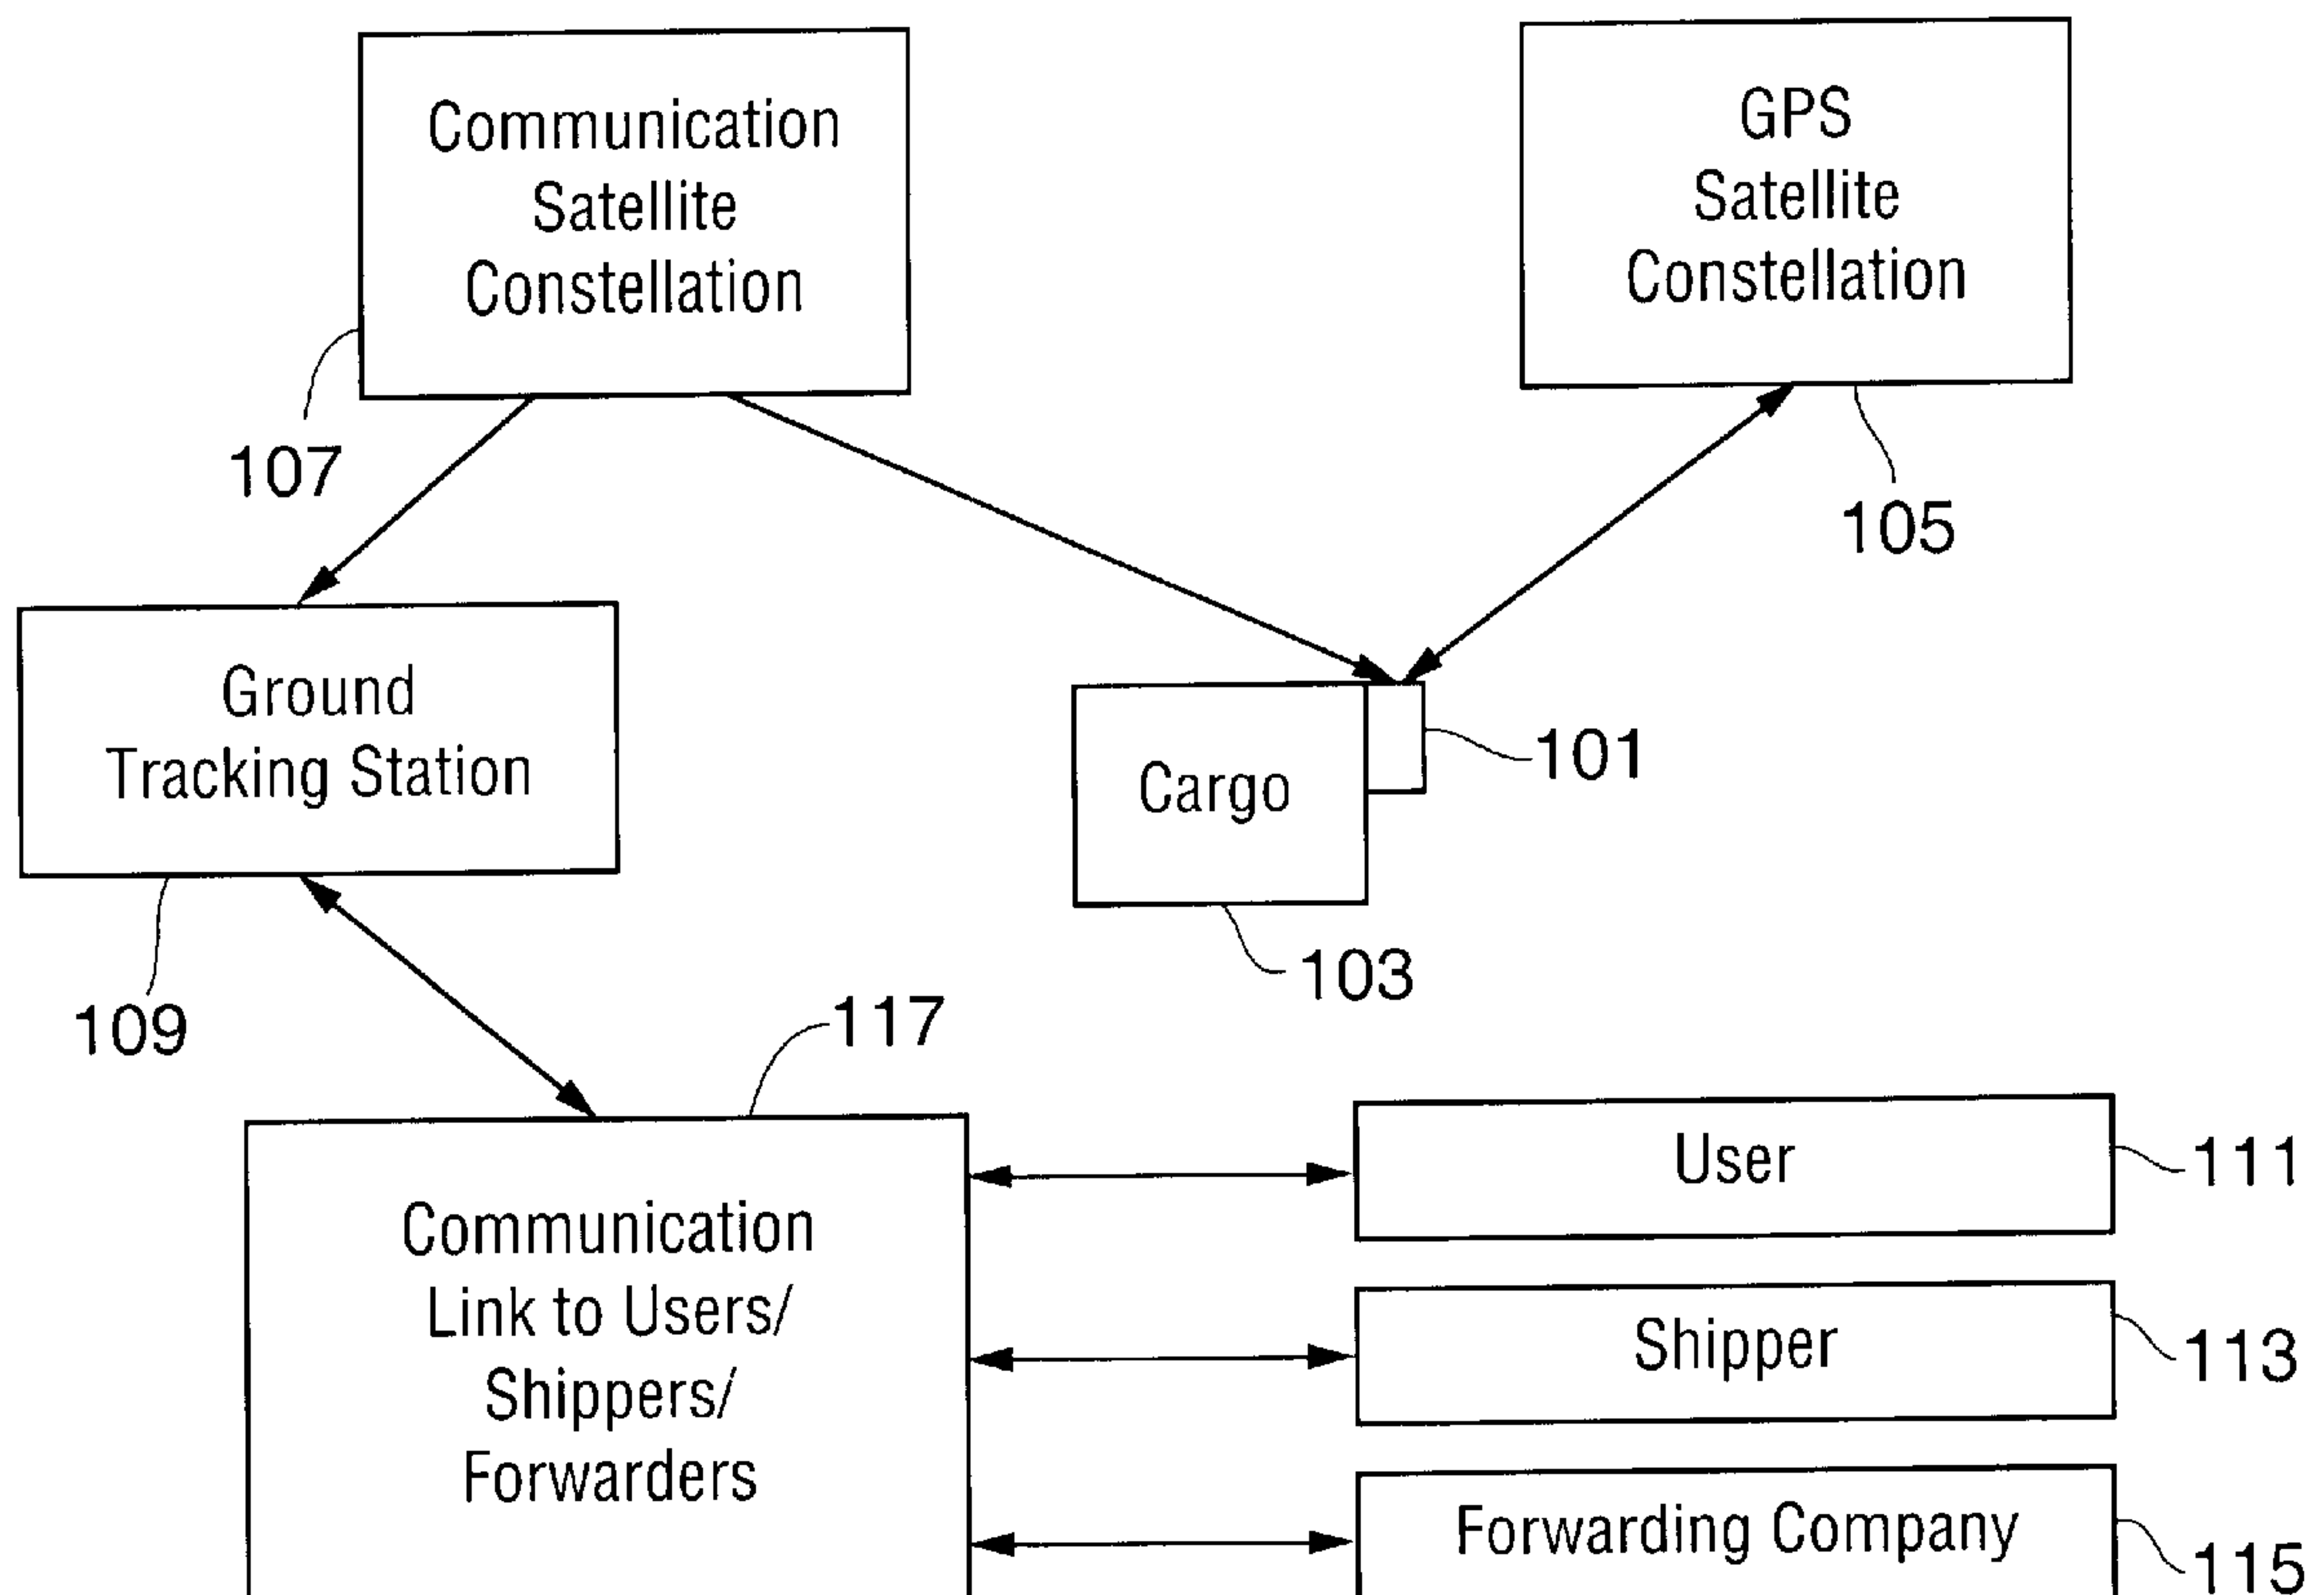 Communication
Satellite
Constellation
GPS
Satellite
Constellation
107
105
Ground
Tracking Station
Cargo
101
103
109
117
Communication
Link to Users/
Shippers/
Forwarders
User
111
Shipper
113
Forwarding Company
115